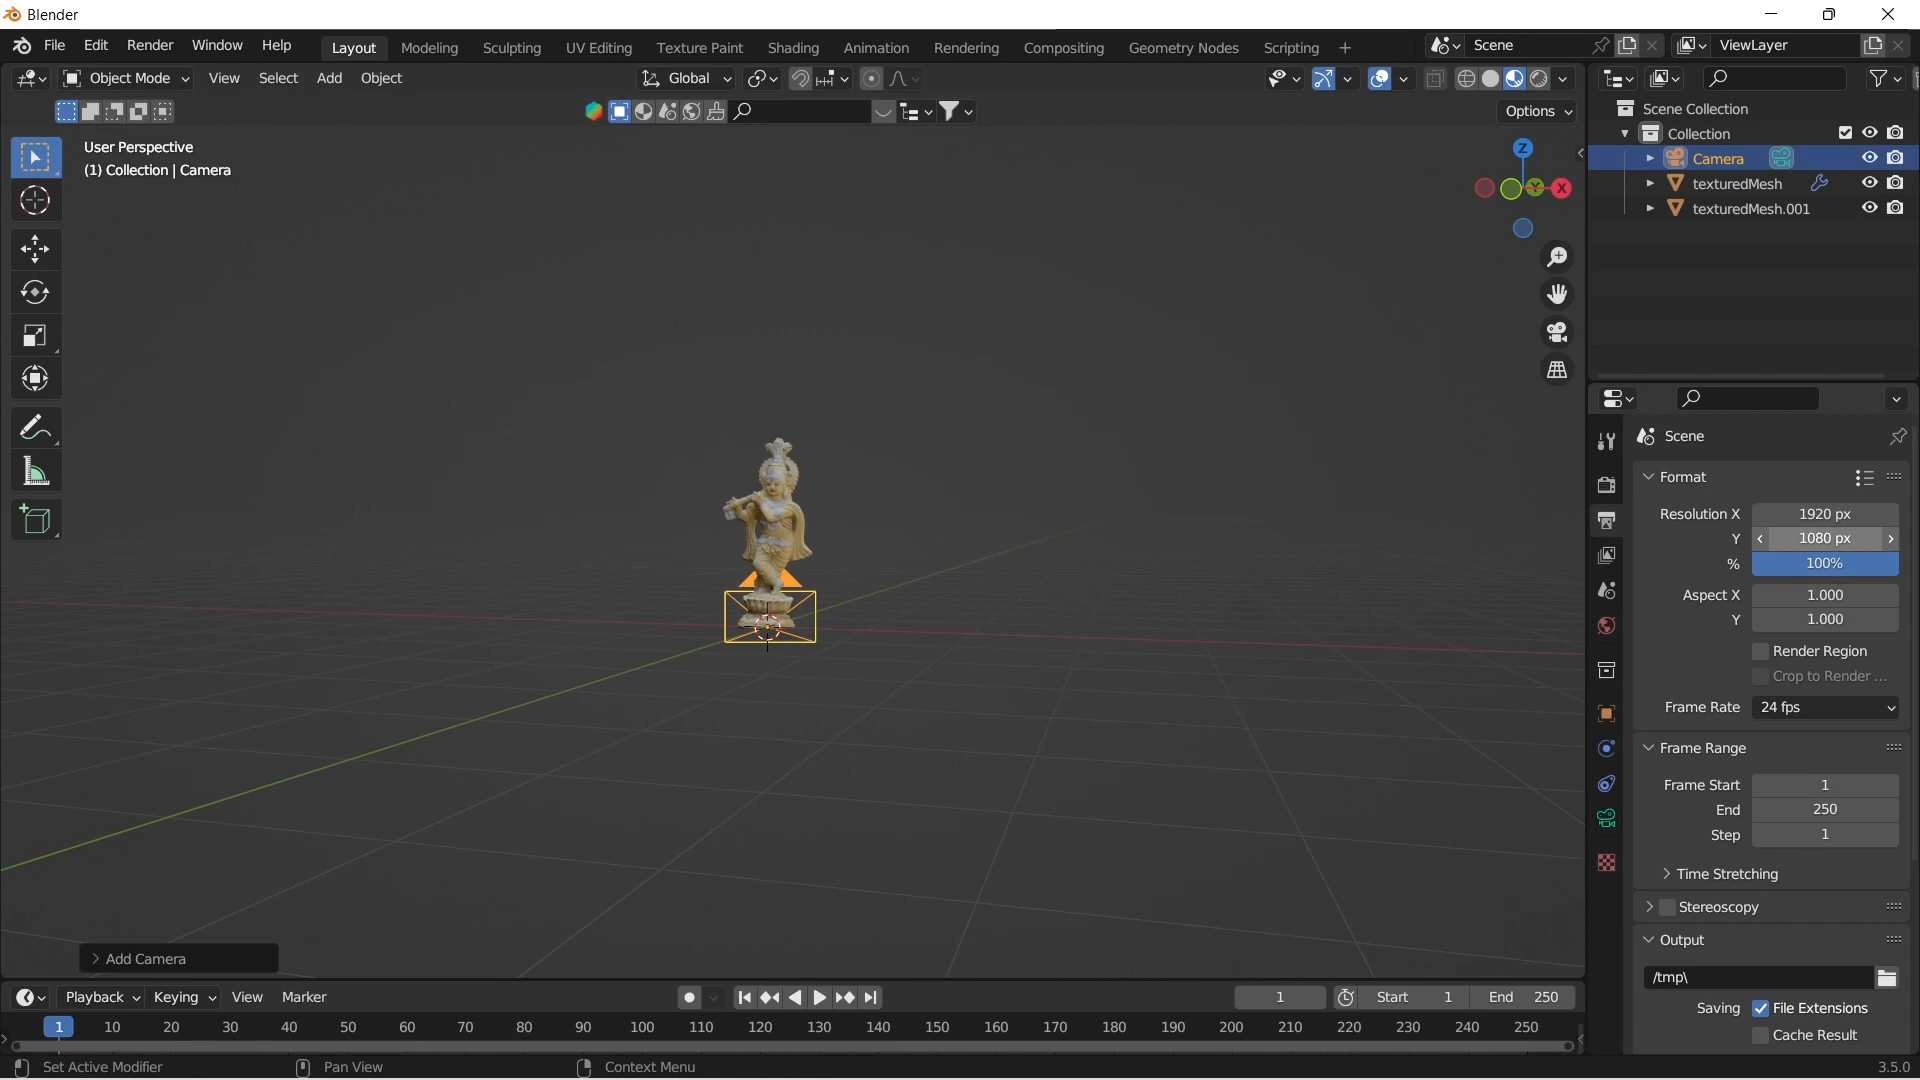 Blender
File Edit Render Window Help Layout Modeling Sculpting UV Editing Texture Paint Shading Animation Rendering Compositing Geometry Nodes Scripting + Scene ViewLayer
Object Mode View Select Add Object Global
Options
User Perspective
(1) Collection | Camera
Z
Y
X
Scene Collection
Collection
Camera
texturedMesh
texturedMesh.001
Scene
Format
Resolution X 1920 px
Y 1080 px
% 100%
Aspect X 1.000
Y 1.000
Render Region
Crop to Render ...
Frame Rate 24 fps
Frame Range
Frame Start 1
End 250
Step 1
Time Stretching
Stereoscopy
Output
/tmp\
Saving File Extensions
Cache Result
Add Camera
Playback Keying View Marker 1 Start 1 End 250
1 10 20 30 40 50 60 70 80 90 100 110 120 130 140 150 160 170 180 190 200 210 220 230 240 250
Set Active Modifier Pan View Context Menu 3.5.0